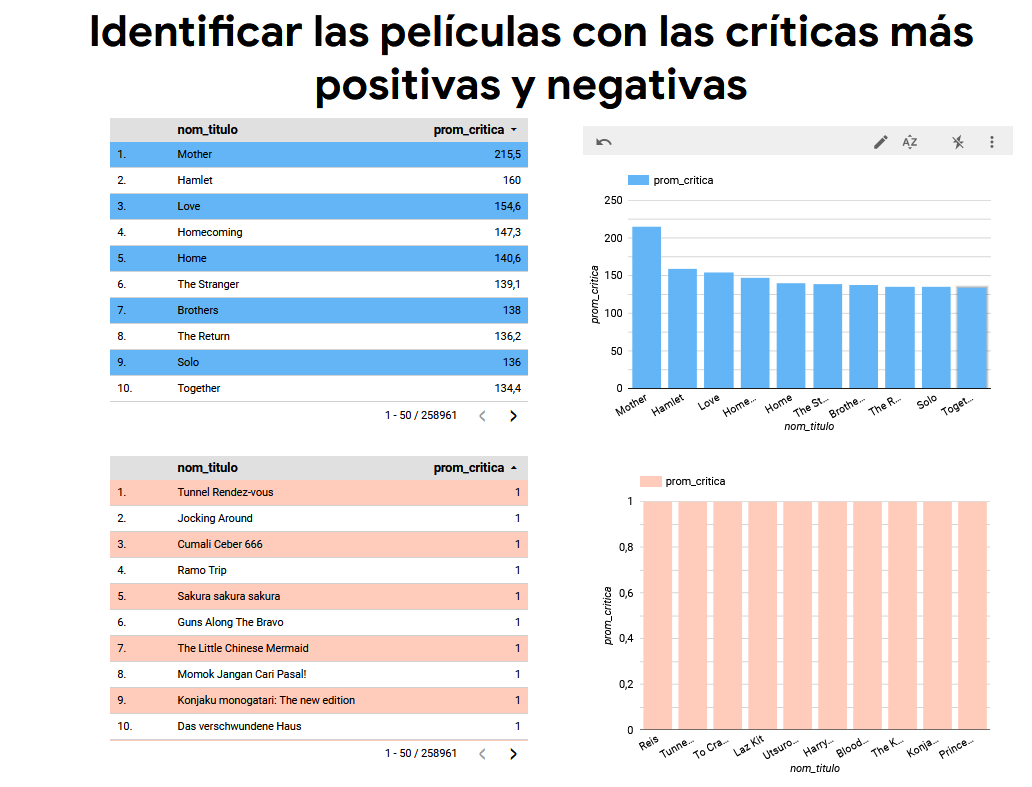 Identificar las películas con las críticas más
positivas y negativas
nom_titulo prom_critica
1. Mother 215,5
2. Hamlet 160
3. Love 154,6
4. Homecoming 147,3
5. Home 140,6
6. The Stranger 139,1
7. Brothers 138
8. The Return 136,2
9. Solo 136
10. Together 134,4
1 - 50 / 258961
AZ
prom_critica
250
200
150
100
50
0
prom_critica
Mother Hamlet Love Home... Home The St... Brothe... The R... Solo Toget...
nom_titulo
nom_titulo prom_critica
1. Tunnel Rendez-vous 1
2. Jocking Around 1
3. Cumali Ceber 666 1
4. Ramo Trip 1
5. Sakura sakura sakura 1
6. Guns Along The Bravo 1
7. The Little Chinese Mermaid 1
8. Momok Jangan Cari Pasal! 1
9. Konjaku monogatari: The new edition 1
10. Das verschwundene Haus 1
1 - 50 / 258961
prom_critica
1
0,8
0,6
0,4
0,2
0
prom_critica
Reis Tunne... To Cra... Laz Kit Utsuro... Harry... Blood... The K... Konja... Prince...
nom_titulo